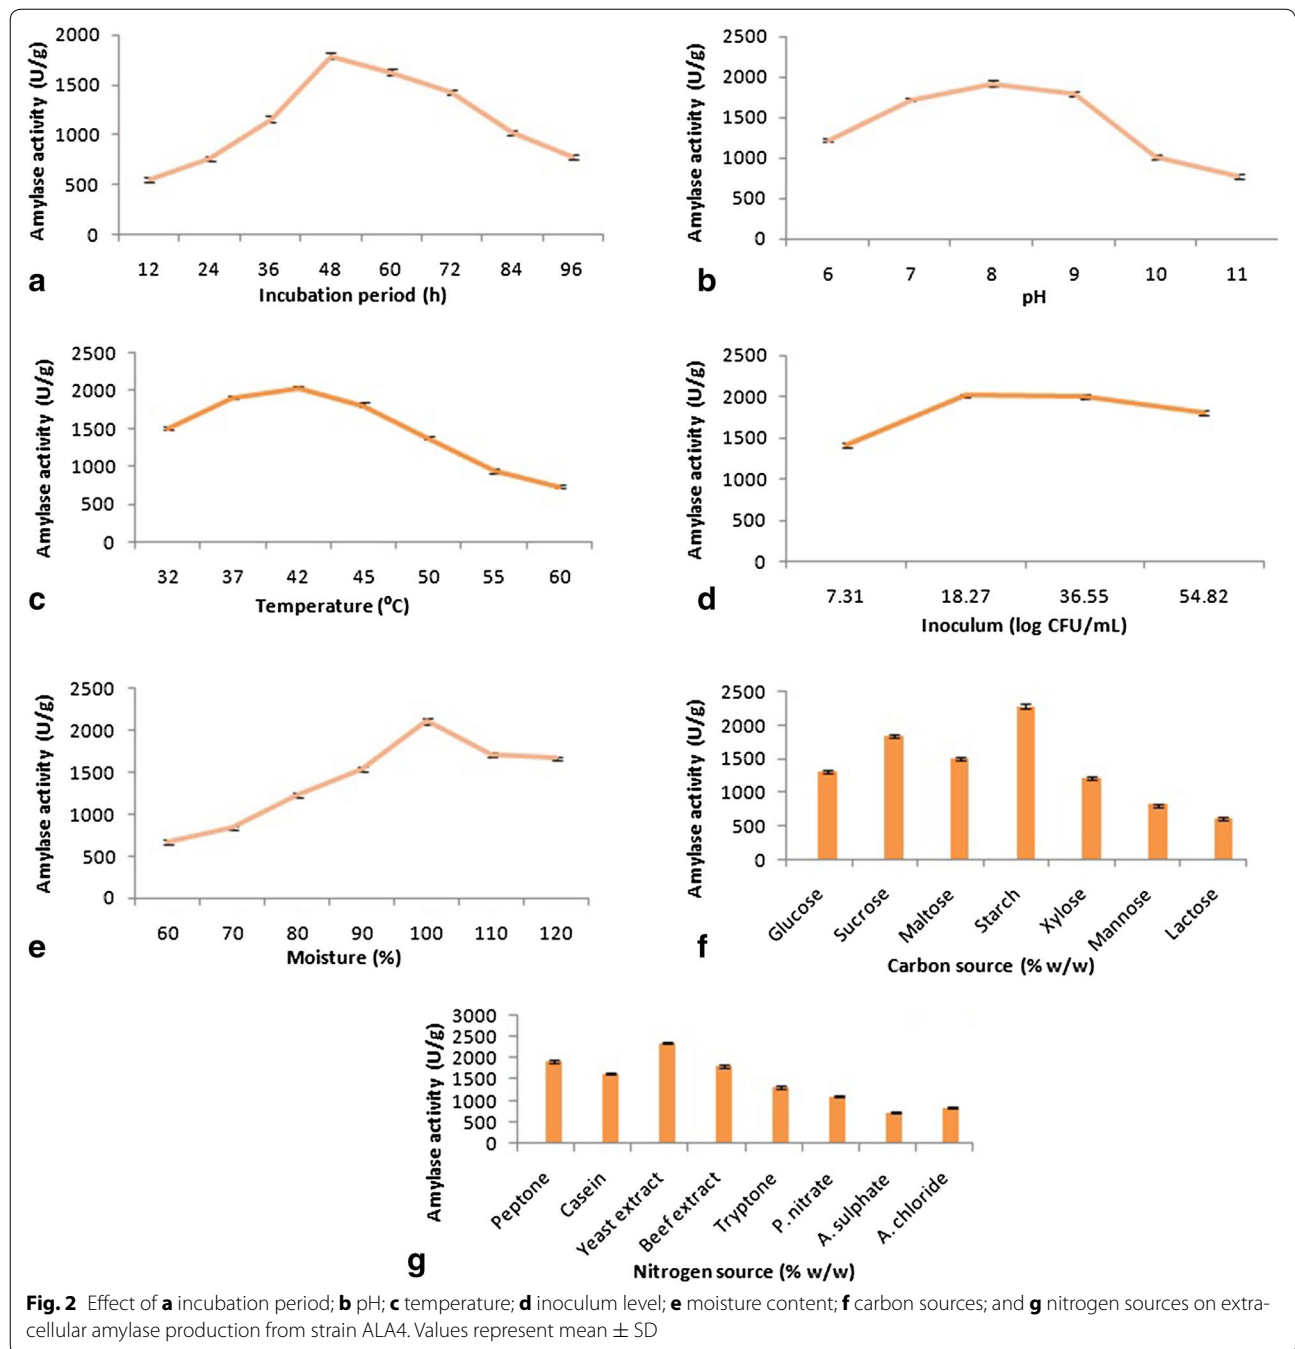 Amylase activity (U/g)
2000
1500
1000
500
0
12 24 36 48 60 72 84 96
Incubation period (h)
a
Amylase activity (U/g)
2500
2000
1500
1000
500
0
6 7 8 9 10 11
pH
b
Amylase activity (U/g)
2500
2000
1500
1000
500
0
32 37 42 45 50 55 60
Temperature (⁰C)
c
Amylase activity (U/g)
2500
2000
1500
1000
500
0
7.31 18.27 36.55 54.82
Inoculum (log CFU/mL)
d
Amylase activity (U/g)
2500
2000
1500
1000
500
0
60 70 80 90 100 110 120
Moisture (%)
e
Amylase activity (U/g)
2500
2000
1500
1000
500
0
Glucose Sucrose Maltose Starch Xylose Mannose Lactose
Carbon source (% w/w)
f
Amylase activity (U/g)
3000
2500
2000
1500
1000
500
0
Peptone Casein Yeast extract Beef extract Tryptone P. nitrate A. sulphate A. chloride
Nitrogen source (% w/w)
g
Fig. 2 Effect of a incubation period; b pH; c temperature; d inoculum level; e moisture content; f carbon sources; and g nitrogen sources on extra-
cellular amylase production from strain ALA4. Values represent mean ± SD